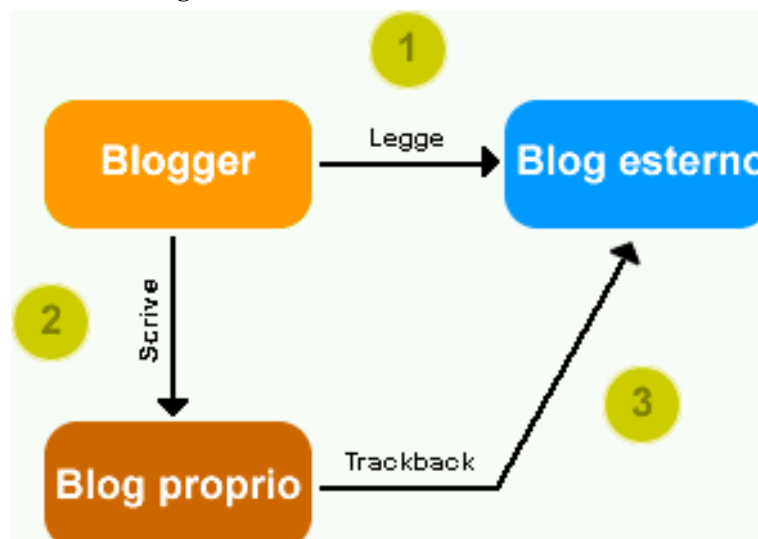 1
Legge
Blogger
Blog esterno
Scrive
2
3
Trackback
Blog proprio